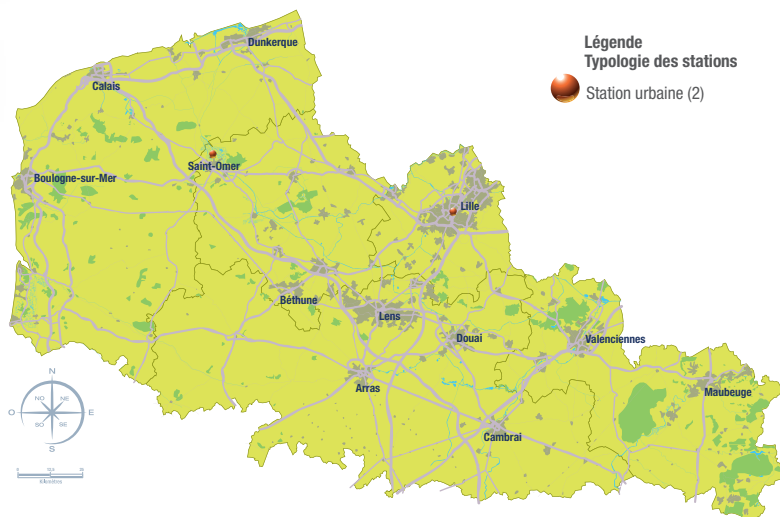 Légende
Typologie des stations
Station urbaine (2)
Dunkerque
Calais
Saint-Omer
Boulogne-sur-Mer
Lille
Béthune
Lens
Douai
Valenciennes
Arras
Maubeuge
Cambrai
N
NO
NE
O
E
SO
SE
S
Kilomètres